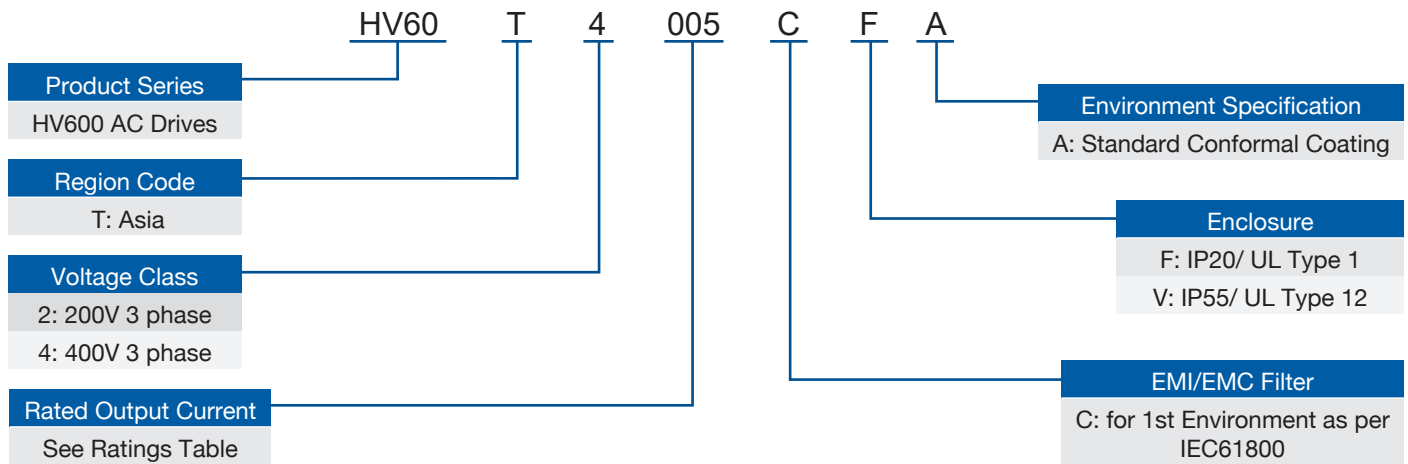 HV60 T 4 005 C F A
Product Series
HV600 AC Drives
Region Code
T: Asia
Voltage Class
2: 200V 3 phase
4: 400V 3 phase
Rated Output Current
See Ratings Table
Environment Specification
A: Standard Conformal Coating
Enclosure
F: IP20/ UL Type 1
V: IP55/ UL Type 12
EMI/EMC Filter
C: for 1st Environment as per
IEC61800